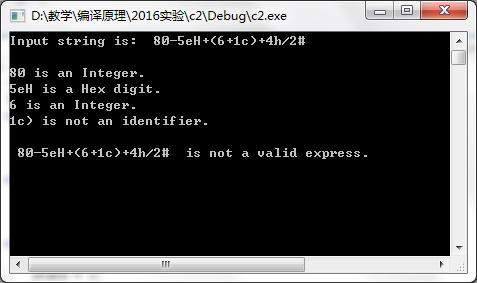 D:\教学\编译原理\2016实验\c2\Debug\c2.exe
Input string is:  80-5eH+(6+1c)+4h/2#
80 is an Integer.
5eH is a Hex digit.
6 is an Integer.
1c) is not an identifier.
80-5eH+(6+1c)+4h/2#  is not a valid express.